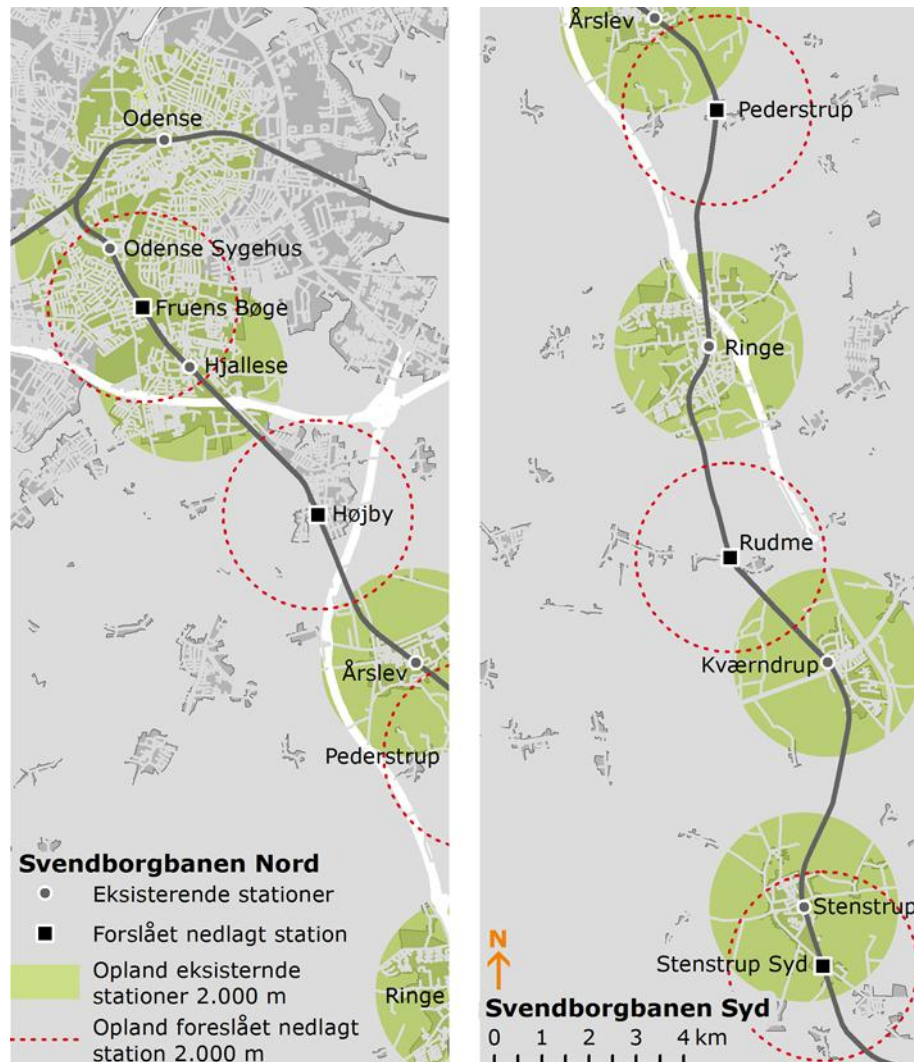 Odense
Odense Sygehus
Fruens Bøge
Hjallese
Højby
Årslev
Pederstrup
Svendborgbanen Nord
Eksisterende stationer
Forslået nedlagt station
Opland eksisternde
stationer 2.000 m
Opland foreslået nedlagt
station 2.000 m
Ringe
Årslev
Pederstrup
Ringe
Rudme
Kværndrup
Stenstrup
Stenstrup Syd
N
Svendborgbanen Syd
0 1 2 3 4 km